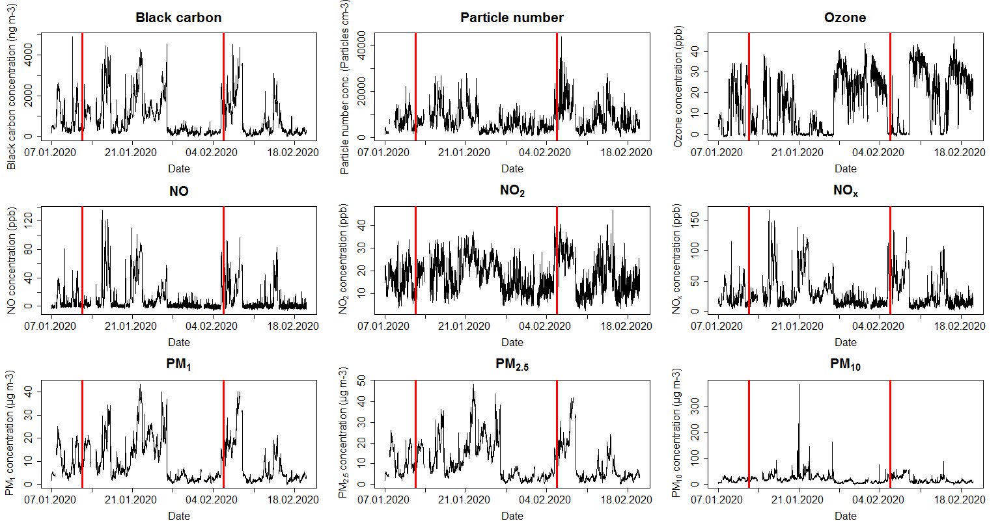 Black carbon
Black carbon concentration (ng m-3)
4000
2000
0
07.01.2020 21.01.2020 04.02.2020 18.02.2020
Date
Particle number
Particle number conc. (Particles cm-3)
40000
20000
0
07.01.2020 21.01.2020 04.02.2020 18.02.2020
Date
Ozone
Ozone concentration (ppb)
40
30
20
10
0
07.01.2020 21.01.2020 04.02.2020 18.02.2020
Date
NO
NO concentration (ppb)
120
80
40
0
07.01.2020 21.01.2020 04.02.2020 18.02.2020
Date
NO₂
NO₂ concentration (ppb)
40
30
20
10
07.01.2020 21.01.2020 04.02.2020 18.02.2020
Date
NOₓ
NOₓ concentration (ppb)
150
100
50
0
07.01.2020 21.01.2020 04.02.2020 18.02.2020
Date
PM₁
PM₁ concentration (µg m-3)
40
30
20
10
0
07.01.2020 21.01.2020 04.02.2020 18.02.2020
Date
PM₂.₅
PM₂.₅ concentration (µg m-3)
50
40
30
20
10
0
07.01.2020 21.01.2020 04.02.2020 18.02.2020
Date
PM₁₀
PM₁₀ concentration (µg m-3)
300
200
100
0
07.01.2020 21.01.2020 04.02.2020 18.02.2020
Date